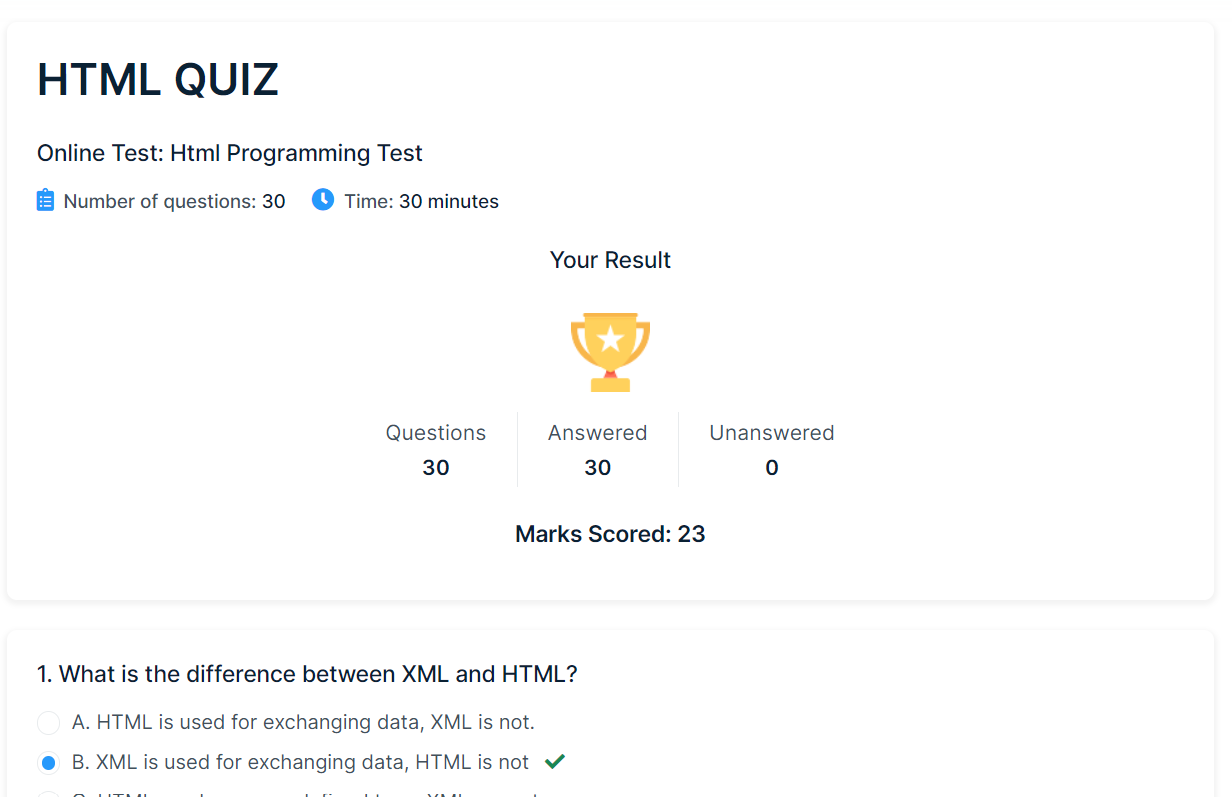 HTML QUIZ
Online Test: Html Programming Test
Number of questions: 30 Time: 30 minutes
Your Result
Questions Answered Unanswered
30 30 0
Marks Scored: 23
1. What is the difference between XML and HTML?
A. HTML is used for exchanging data, XML is not.
B. XML is used for exchanging data, HTML is not